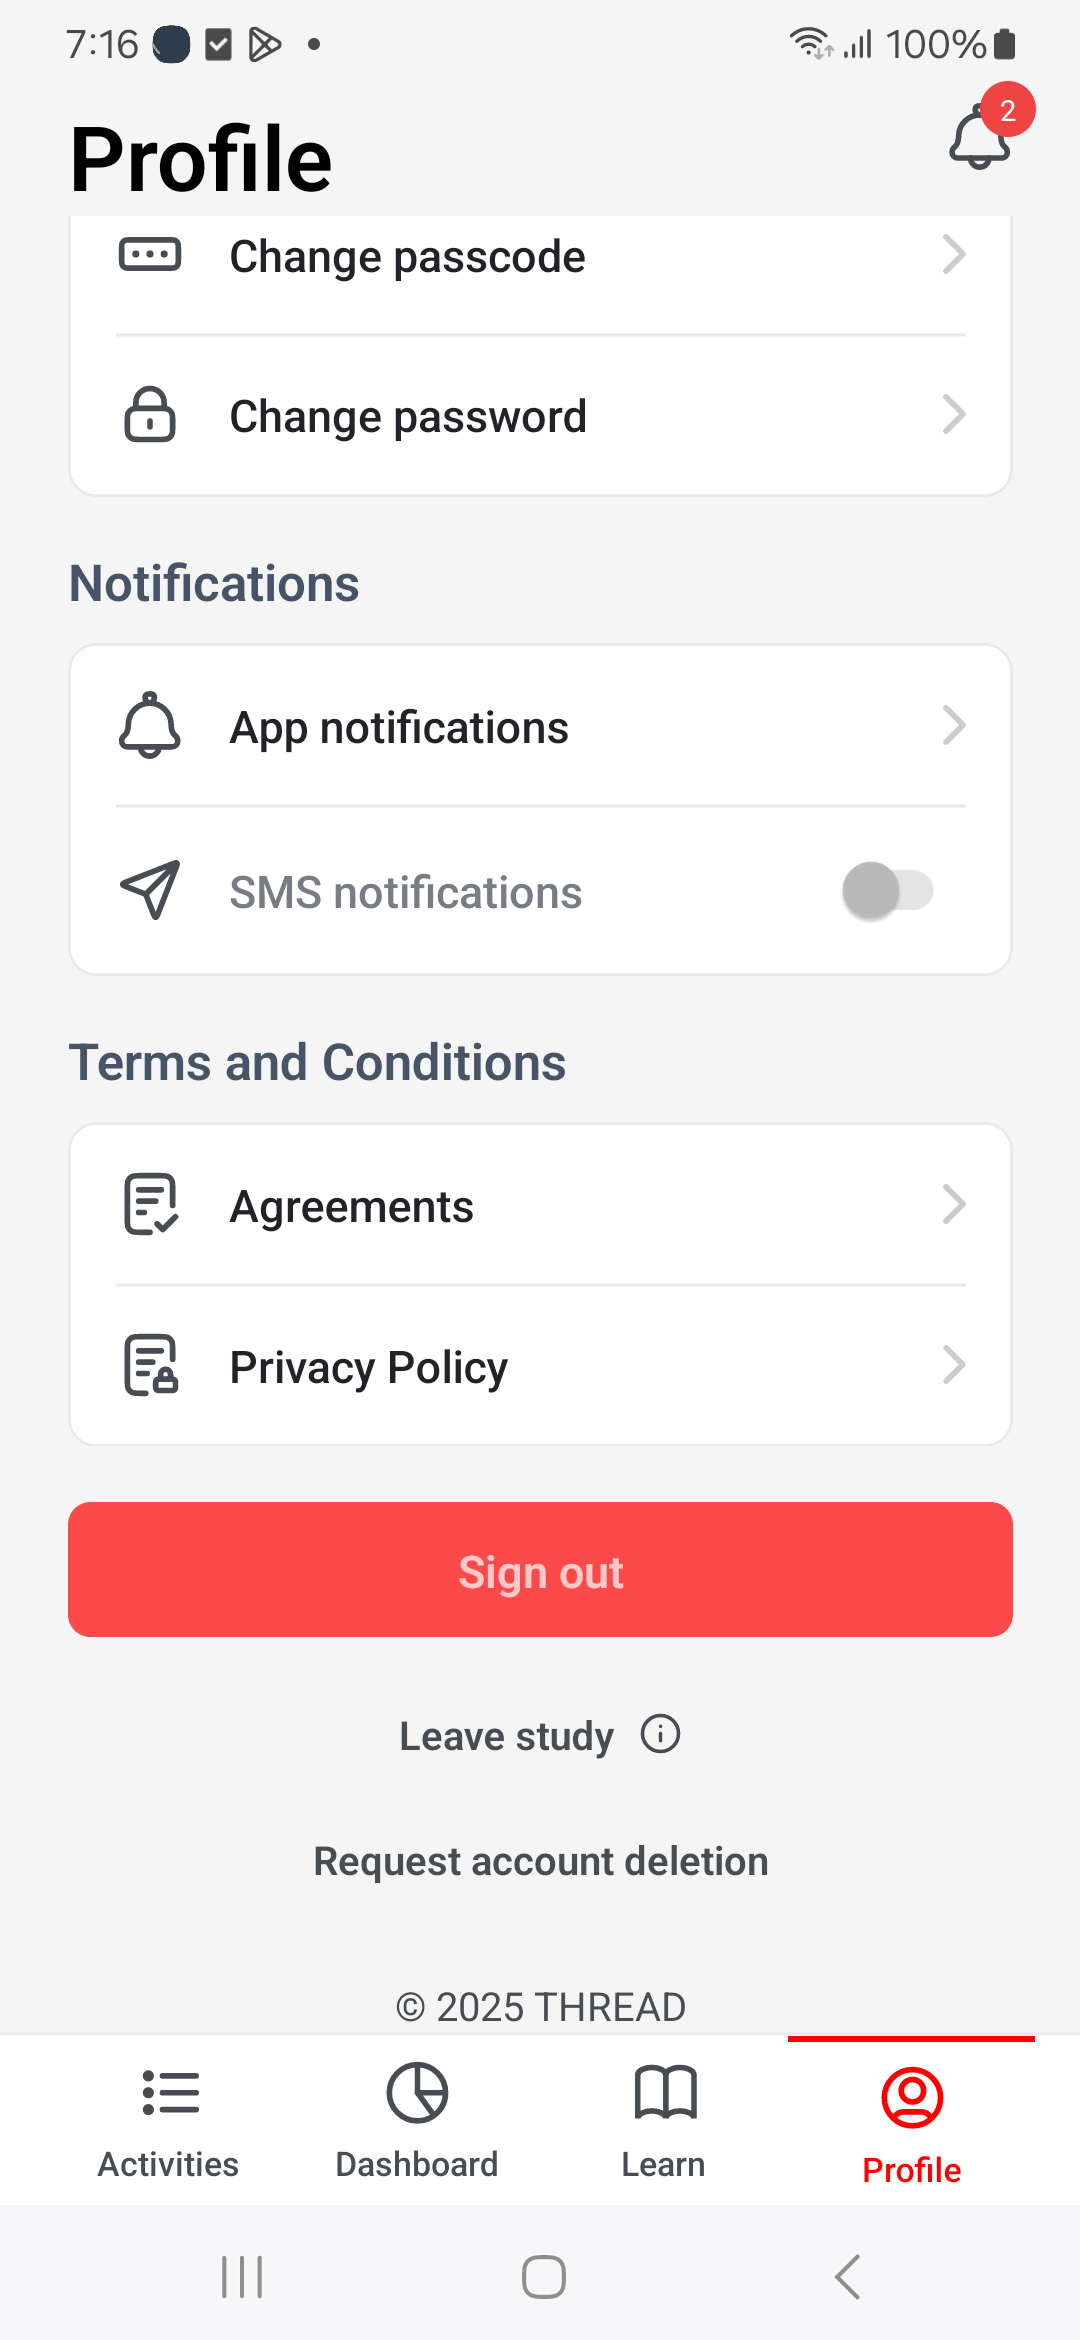 7:16
100%
Profile
2
Change passcode
Change password
Notifications
App notifications
SMS notifications
Terms and Conditions
Agreements
Privacy Policy
Sign out
Leave study
Request account deletion
© 2025 THREAD
Activities
Dashboard
Learn
Profile